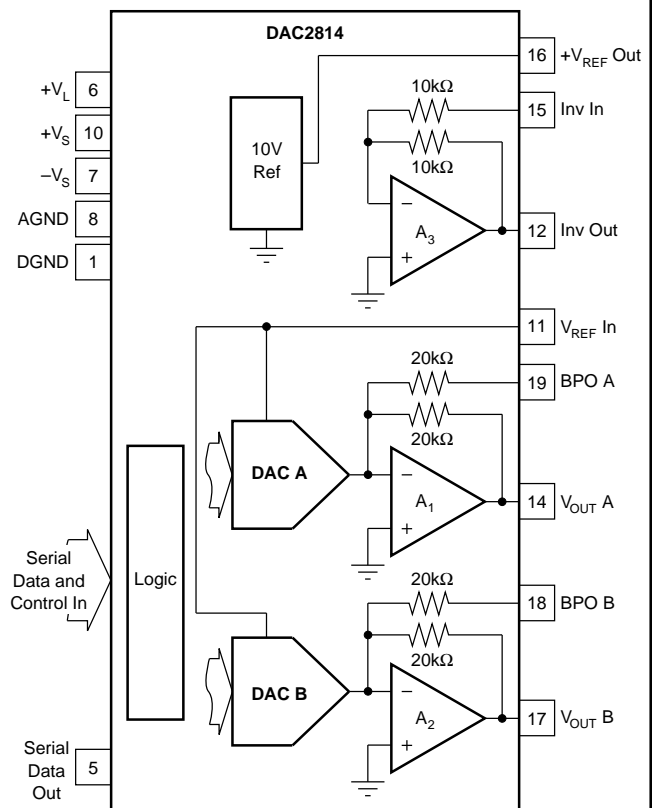 DAC2814
16 +V_REF Out
+V_L 6
10kΩ
15 Inv In
+V_S 10
10V
Ref
10kΩ
–V_S 7
AGND 8
–
A_3
+
12 Inv Out
DGND 1
11 V_REF In
20kΩ
19 BPO A
20kΩ
DAC A
–
A_1
+
14 V_OUT A
Serial
Data and
Control In
Logic
20kΩ
18 BPO B
20kΩ
DAC B
–
A_2
+
17 V_OUT B
Serial
Data
Out
5